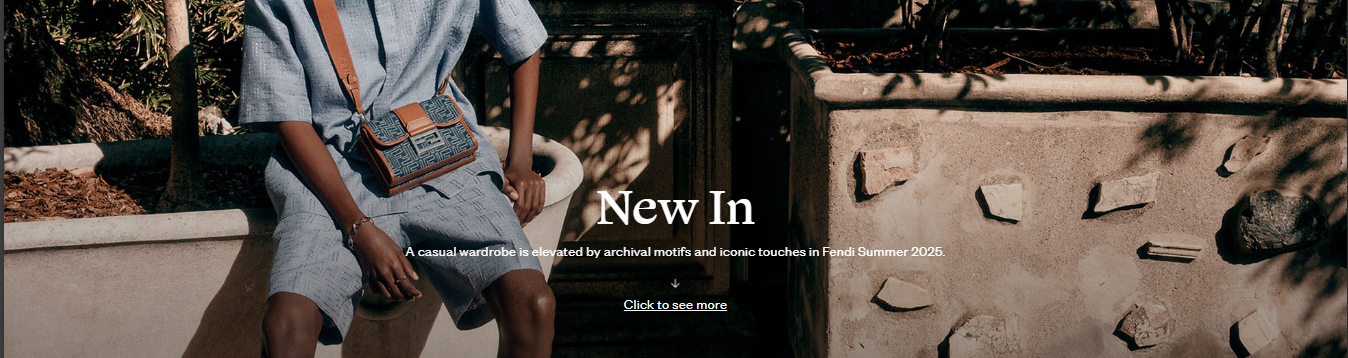 New In
A casual wardrobe is elevated by archival motifs and iconic touches in Fendi Summer 2025.
↓
Click to see more